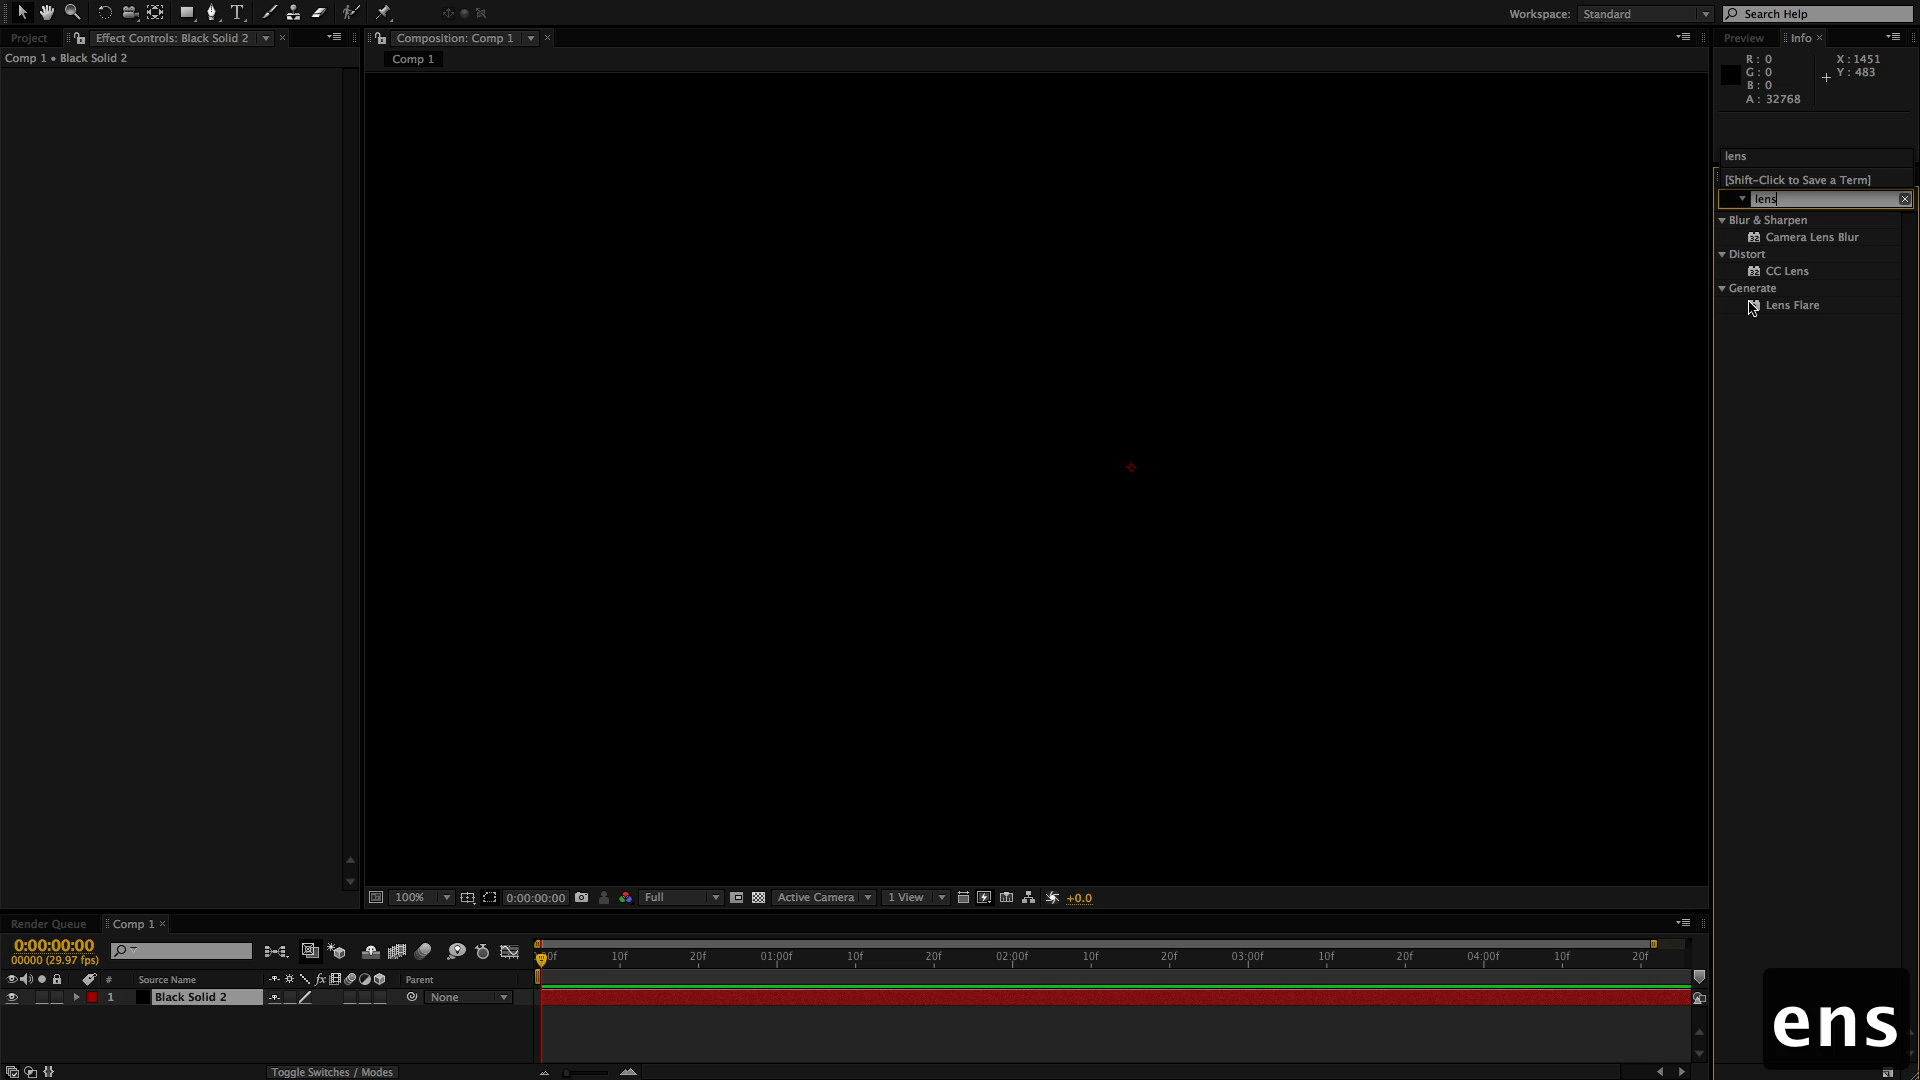 Workspace: Standard
Search Help
Project
Effect Controls: Black Solid 2
Composition: Comp 1
Preview
Info
Comp 1 • Black Solid 2
Comp 1
R: 0
G: 0
B: 0
A: 32768
X: 1451
Y: 483
lens
[Shift-Click to Save a Term]
lens
Blur & Sharpen
Camera Lens Blur
Distort
CC Lens
Generate
Lens Flare
100%
0:00:00:00
Full
Active Camera
1 View
+0.0
Render Queue
Comp 1
0:00:00:00
00000 (29.97 fps)
0f 10f 20f 01:00f 10f 20f 02:00f 10f 20f 03:00f 10f 20f 04:00f 10f 20f
# Source Name
fx
Parent
1 Black Solid 2
None
Toggle Switches / Modes
ens